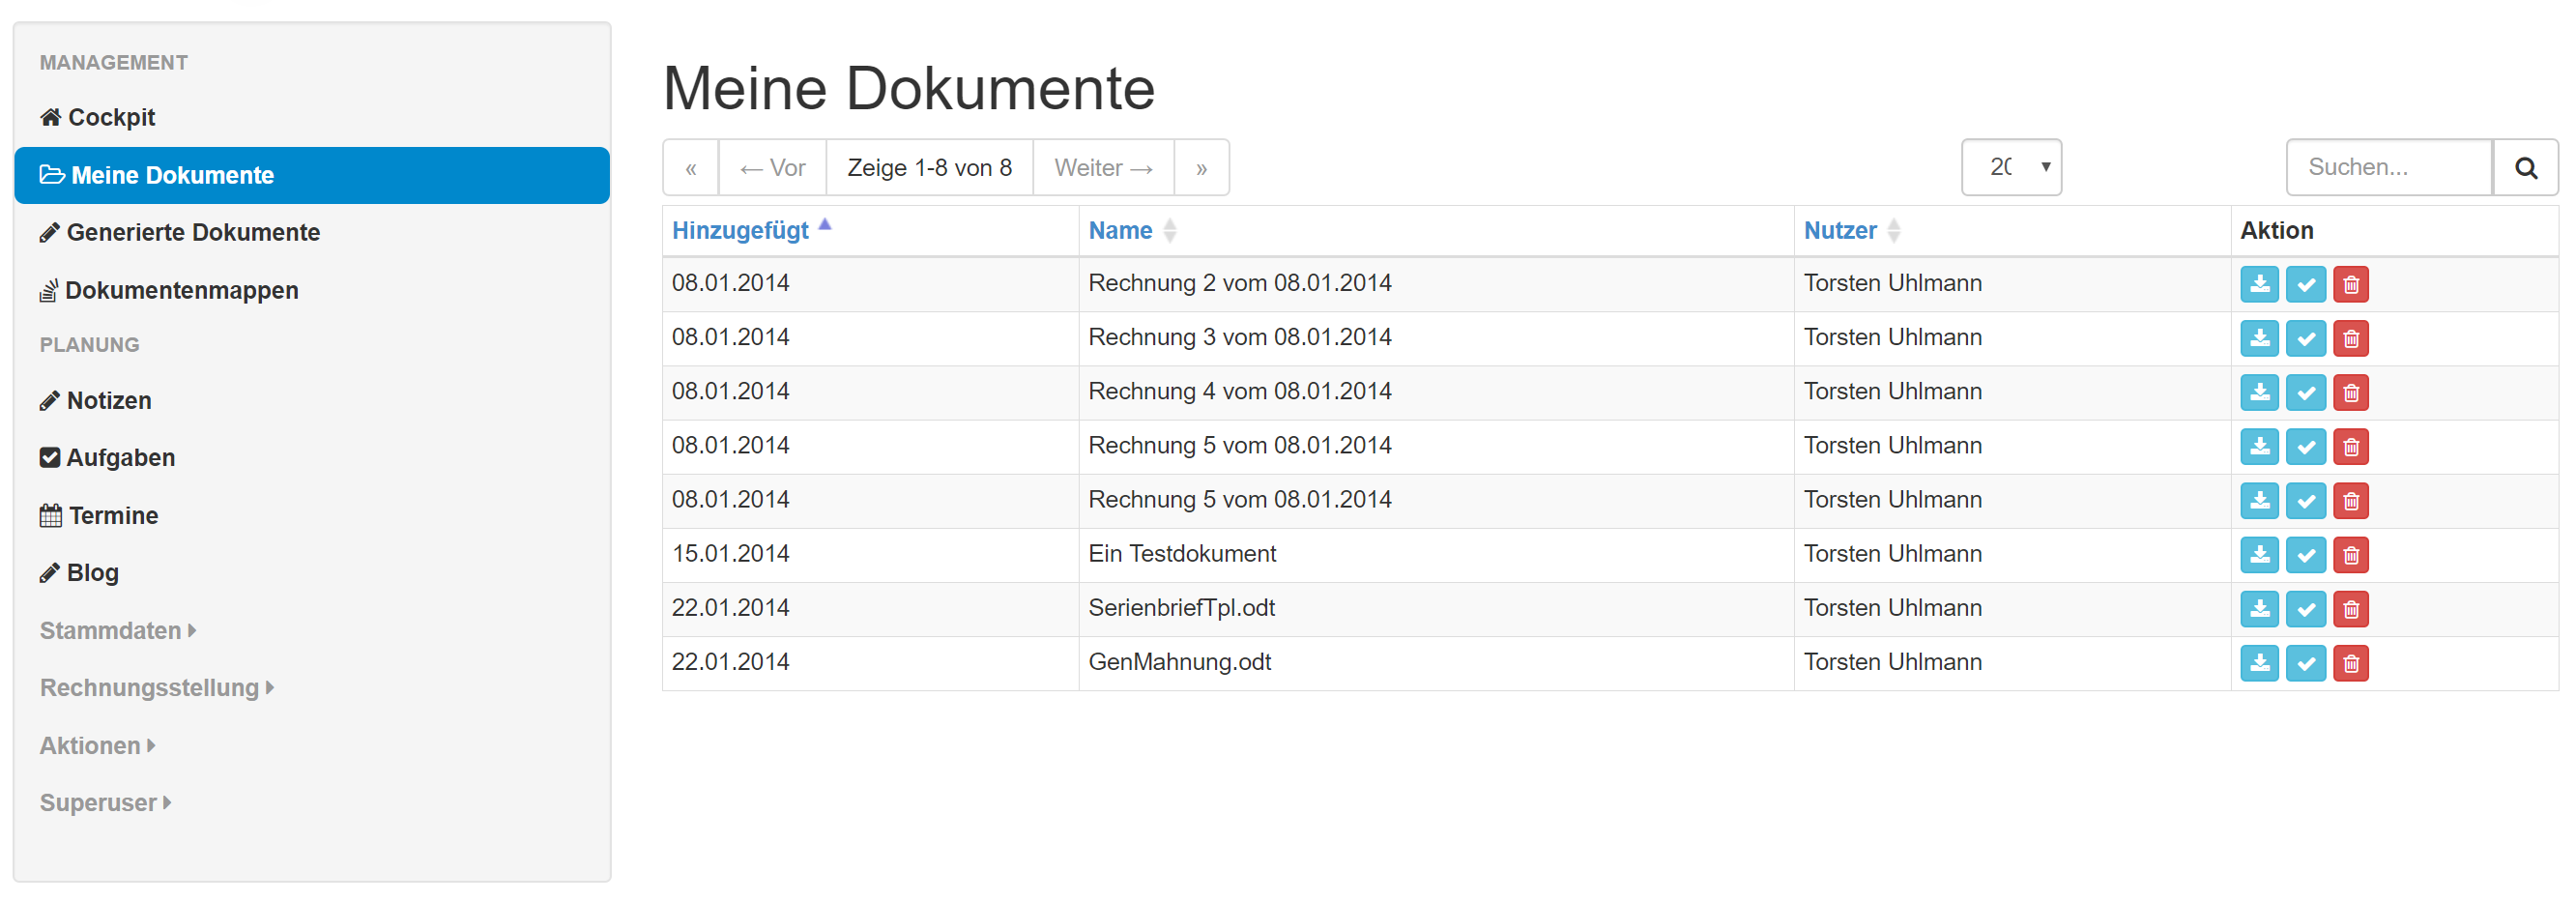 MANAGEMENT
Cockpit
Meine Dokumente
Generierte Dokumente
Dokumentenmappen
PLANUNG
Notizen
Aufgaben
Termine
Blog
Stammdaten
Rechnungsstellung
Aktionen
Superuser
Meine Dokumente
« ← Vor Zeige 1-8 von 8 Weiter → » 20 Suchen...
Hinzugefügt Name Nutzer Aktion
08.01.2014 Rechnung 2 vom 08.01.2014 Torsten Uhlmann
08.01.2014 Rechnung 3 vom 08.01.2014 Torsten Uhlmann
08.01.2014 Rechnung 4 vom 08.01.2014 Torsten Uhlmann
08.01.2014 Rechnung 5 vom 08.01.2014 Torsten Uhlmann
08.01.2014 Rechnung 5 vom 08.01.2014 Torsten Uhlmann
15.01.2014 Ein Testdokument Torsten Uhlmann
22.01.2014 SerienbriefTpl.odt Torsten Uhlmann
22.01.2014 GenMahnung.odt Torsten Uhlmann